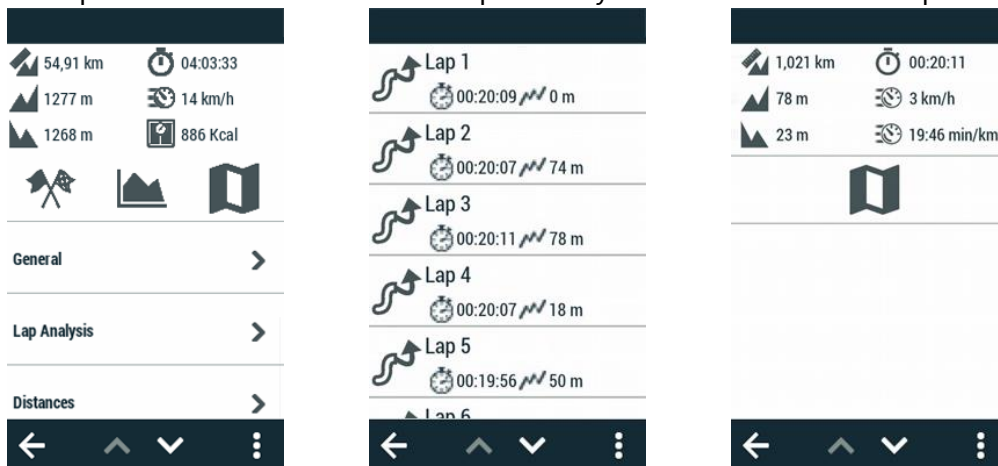 54,91 km 04:03:33
1277 m 14 km/h
1268 m 886 Kcal
General
Lap Analysis
Distances
Lap 1
00:20:09 0 m
Lap 2
00:20:07 74 m
Lap 3
00:20:11 78 m
Lap 4
00:20:07 18 m
Lap 5
00:19:56 50 m
Lap 6
1,021 km 00:20:11
78 m 3 km/h
23 m 19:46 min/km